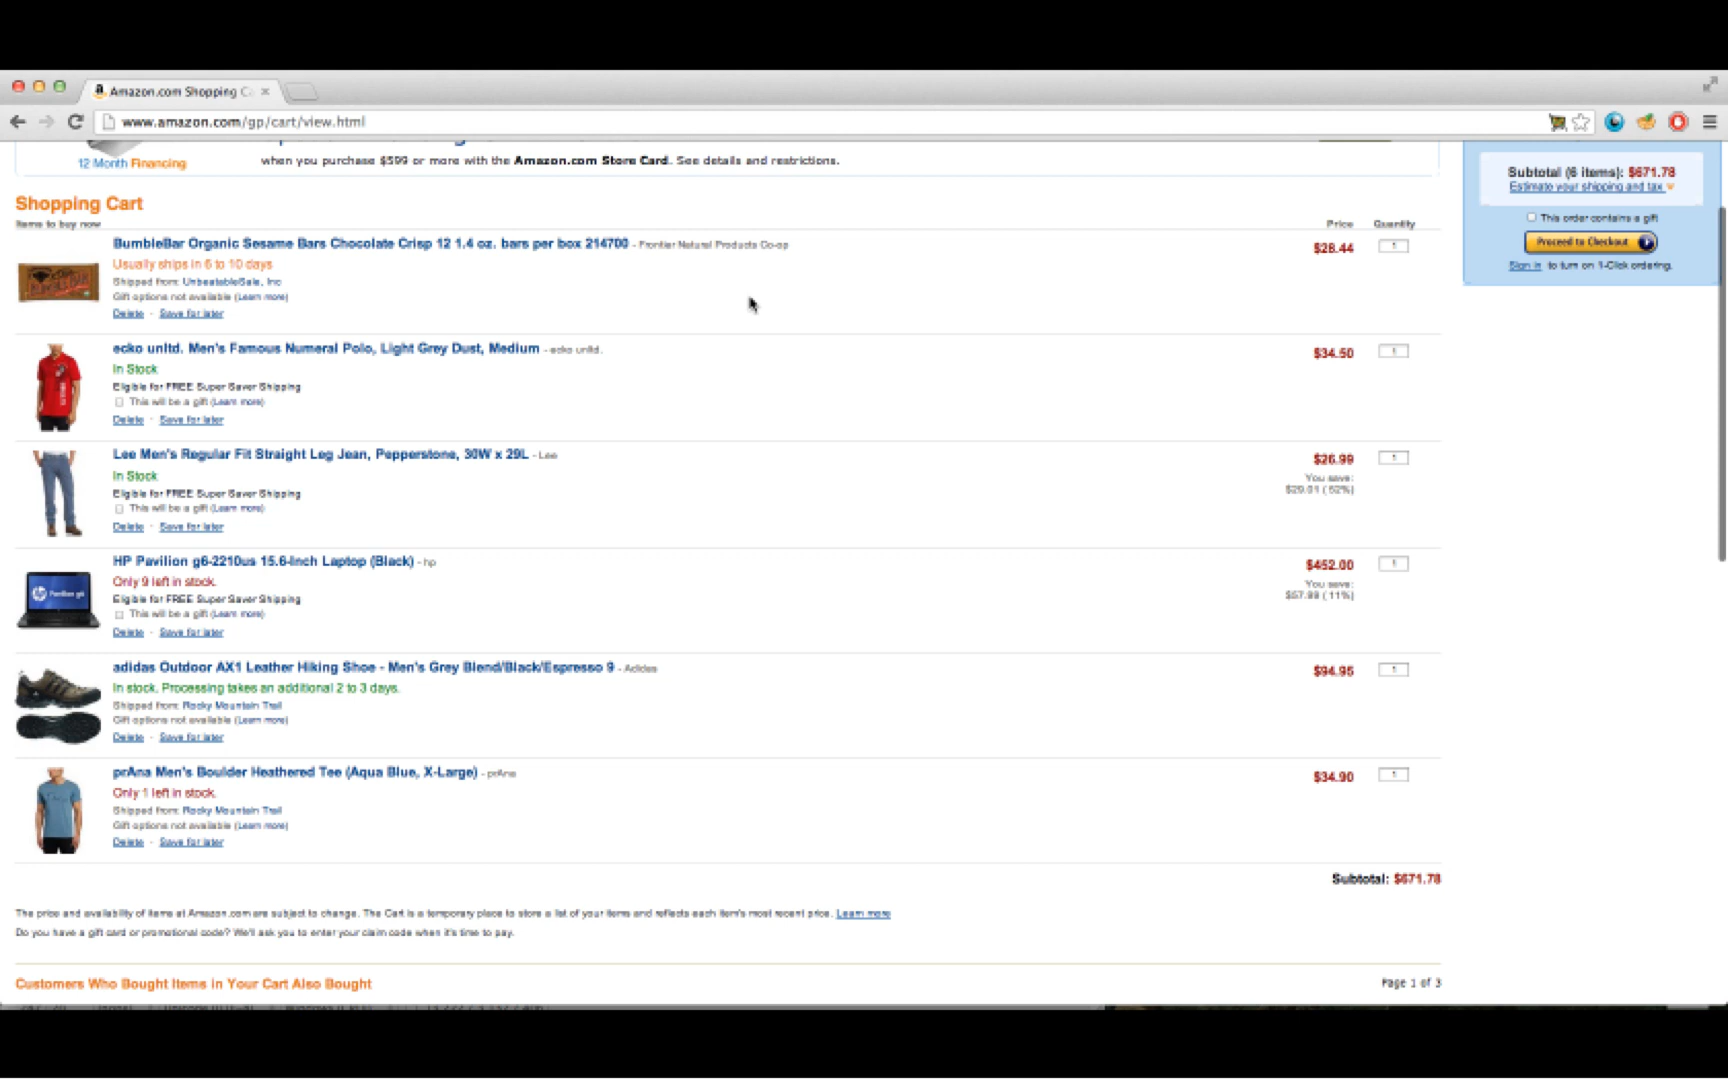 Amazon.com Shopping C
www.amazon.com/gp/cart/view.html
12 Month Financing
when you purchase $599 or more with the Amazon.com Store Card. See details and restrictions.
Subtotal (6 items): $671.78
Estimate your shipping and tax
This order contains a gift
Proceed to Checkout
Sign in to turn on 1-Click ordering.
Shopping Cart
Items to buy now
Price Quantity
BumbleBar Organic Sesame Bars Chocolate Crisp 12 1.4 oz. bars per box 214700 - Frontier Natural Products Co-op
$28.44 1
Usually ships in 6 to 10 days
Shipped from: UnbeatableSale, Inc
Gift options not available (Learn more)
Delete - Save for later
ecko unltd. Men's Famous Numeral Polo, Light Grey Dust, Medium - ecko unltd.
$34.50 1
In Stock
Eligible for FREE Super Saver Shipping
This will be a gift (Learn more)
Delete - Save for later
Lee Men's Regular Fit Straight Leg Jean, Pepperstone, 30W x 29L - Lee
$26.99 1
In Stock
You save:
$29.01 (52%)
Eligible for FREE Super Saver Shipping
This will be a gift (Learn more)
Delete - Save for later
HP Pavilion g6-2210us 15.6-Inch Laptop (Black) - hp
$452.00 1
Only 9 left in stock.
You save:
$57.99 (11%)
Eligible for FREE Super Saver Shipping
This will be a gift (Learn more)
Delete - Save for later
adidas Outdoor AX1 Leather Hiking Shoe - Men's Grey Blend/Black/Espresso 9 - Adidas
$94.95 1
In stock. Processing takes an additional 2 to 3 days.
Shipped from: Rocky Mountain Trail
Gift options not available (Learn more)
Delete - Save for later
prAna Men's Boulder Heathered Tee (Aqua Blue, X-Large) - prAna
$34.90 1
Only 1 left in stock.
Shipped from: Rocky Mountain Trail
Gift options not available (Learn more)
Delete - Save for later
Subtotal: $671.78
The price and availability of items at Amazon.com are subject to change. The Cart is a temporary place to store a list of your items and reflects each item's most recent price. Learn more
Do you have a gift card or promotional code? We'll ask you to enter your claim code when it's time to pay.
Customers Who Bought Items in Your Cart Also Bought
Page 1 of 3